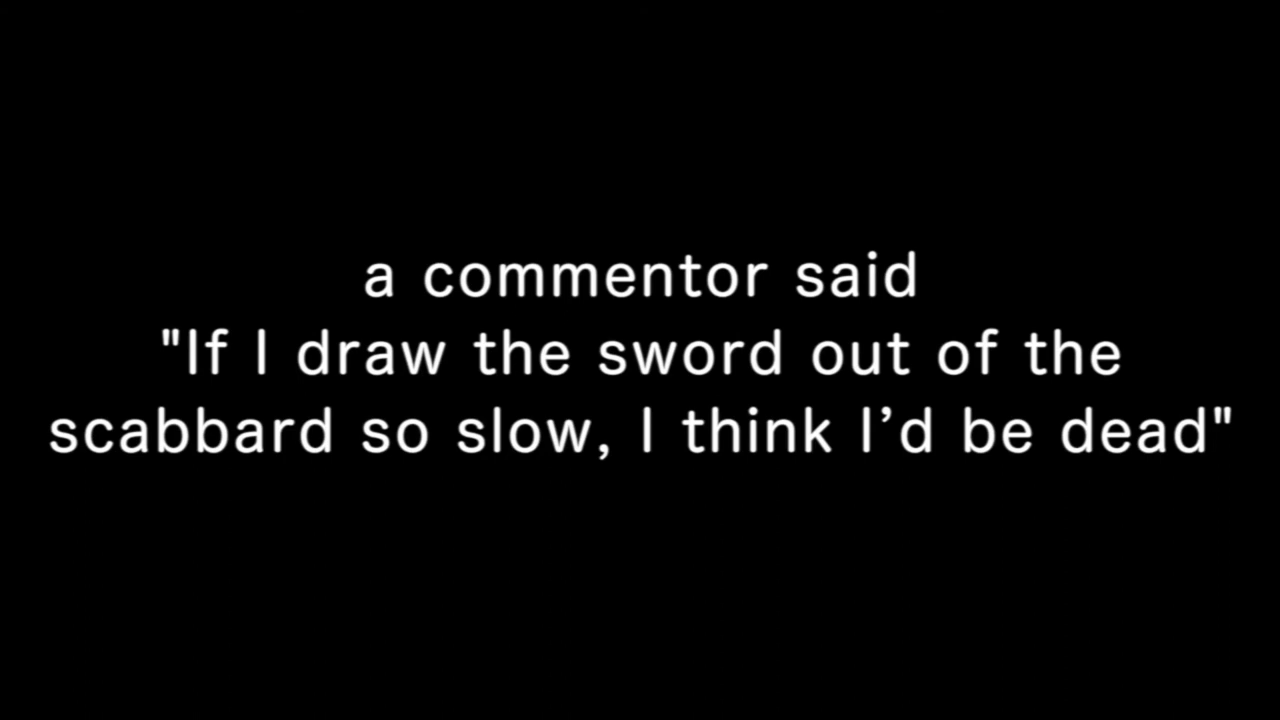 a commentor said
"If I draw the sword out of the
scabbard so slow, I think I’d be dead"